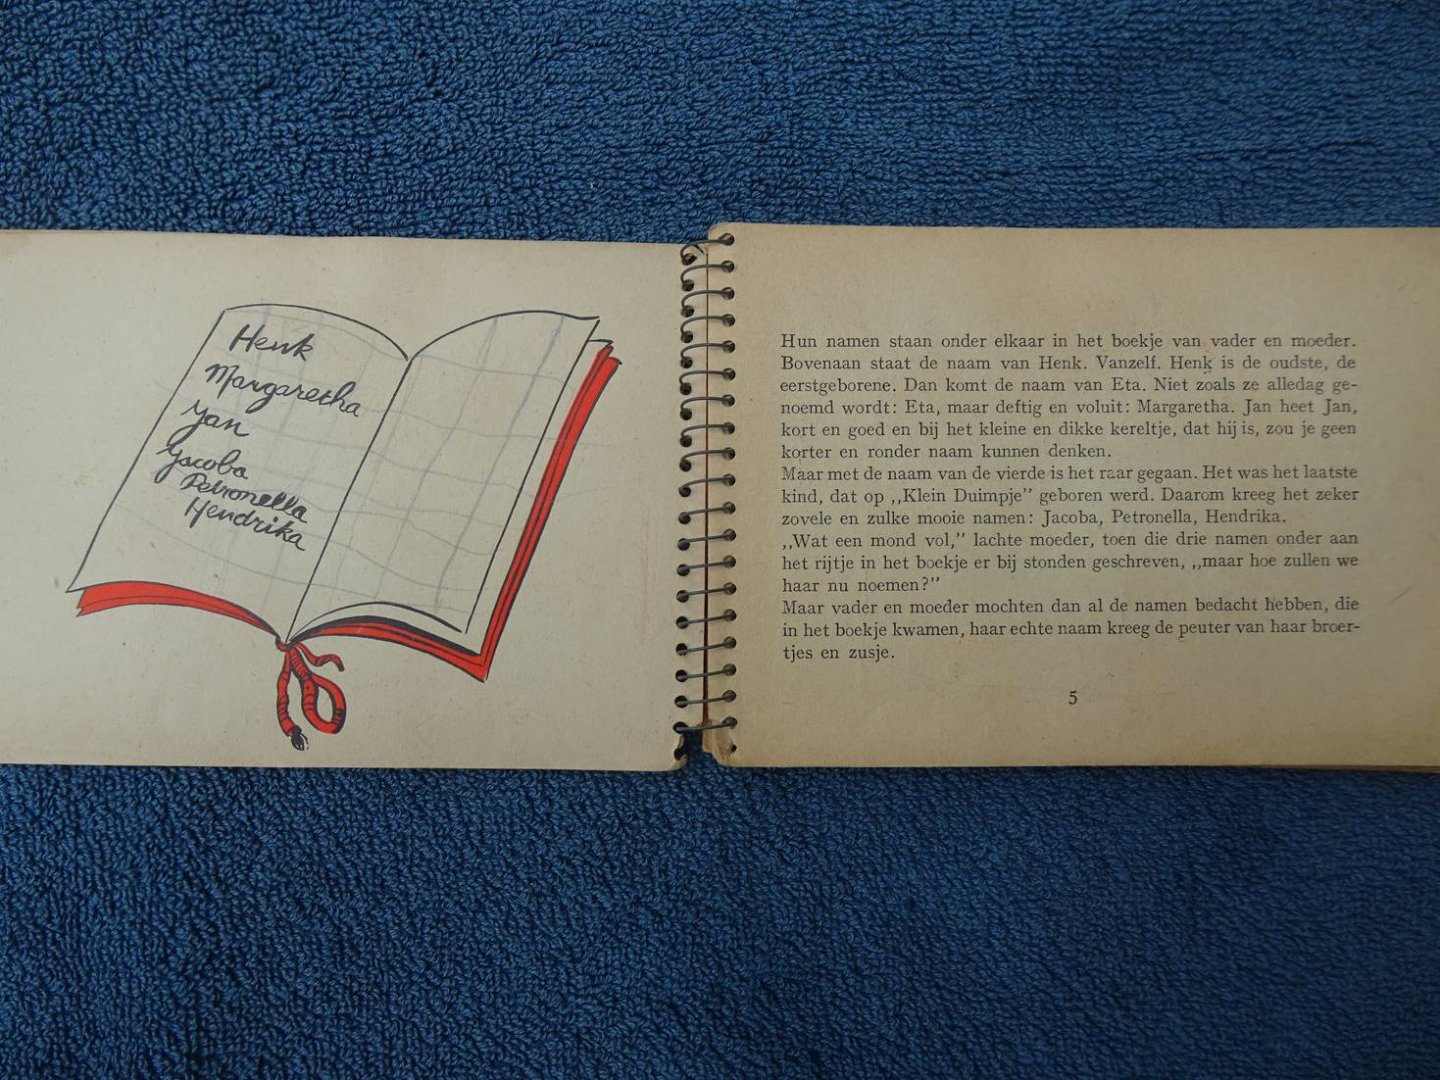 Henk
Margaretha
Jan
Jacoba
Petronella
Hendrika
Hun namen staan onder elkaar in het boekje van vader en moeder.
Bovenaan staat de naam van Henk. Vanzelf. Henk is de oudste, de
eerstgeborene. Dan komt de naam van Eta. Niet zoals ze alledag ge-
noemd wordt: Eta, maar deftig en voluit: Margaretha. Jan heet Jan,
kort en goed en bij het kleine en dikke kereltje, dat hij is, zou je geen
korter en ronder naam kunnen denken.
Maar met de naam van de vierde is het raar gegaan. Het was het laatste
kind, dat op ,,Klein Duimpje” geboren werd. Daarom kreeg het zeker
zovele en zulke mooie namen: Jacoba, Petronella, Hendrika.
,,Wat een mond vol,” lachte moeder, toen die drie namen onder aan
het rijtje in het boekje er bij stonden geschreven, ,,maar hoe zullen we
haar nu noemen?”
Maar vader en moeder mochten dan al de namen bedacht hebben, die
in het boekje kwamen, haar echte naam kreeg de peuter van haar broer-
tjes en zusje.
5